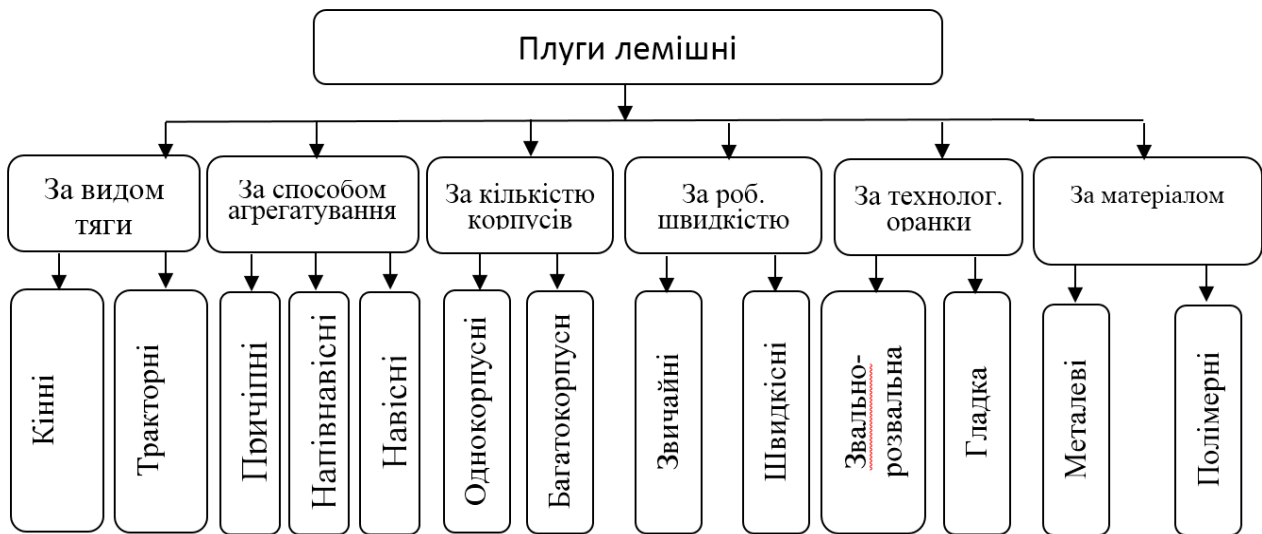 Плуги лемішні
За видом
тяги
За способом
агрегатування
За кількістю
корпусів
За роб.
швидкістю
За технолог.
оранки
За матеріалом
Кінні
Тракторні
Причіпні
Напівнавісні
Навісні
Однокорпусні
Багатокорпусн
Звичайні
Швидкісні
Звально-
розвальна
Гладка
Металеві
Полімерні